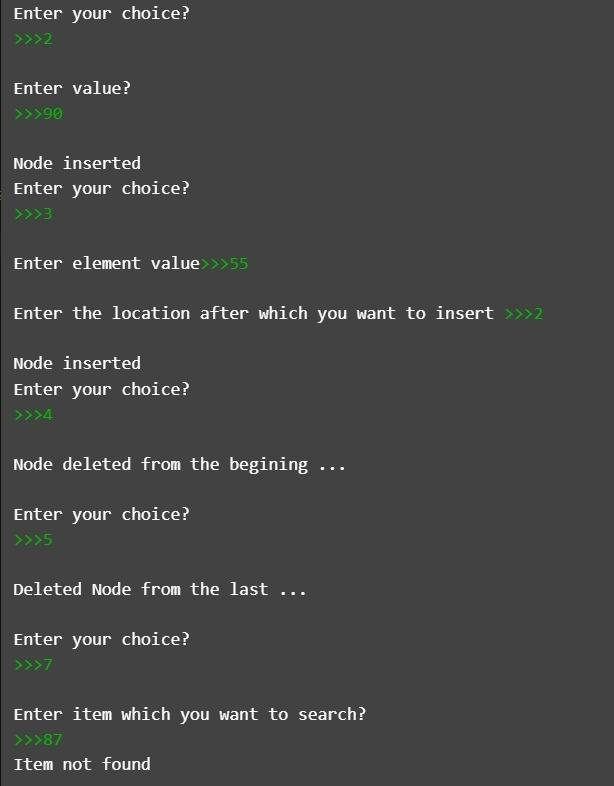 Enter your choice?
>>>2
Enter value?
>>>90
Node inserted
Enter your choice?
>>>3
Enter element value>>>55
Enter the location after which you want to insert >>>2
Node inserted
Enter your choice?
>>>4
Node deleted from the begining ...
Enter your choice?
>>>5
Deleted Node from the last ...
Enter your choice?
>>>7
Enter item which you want to search?
>>>87
Item not found